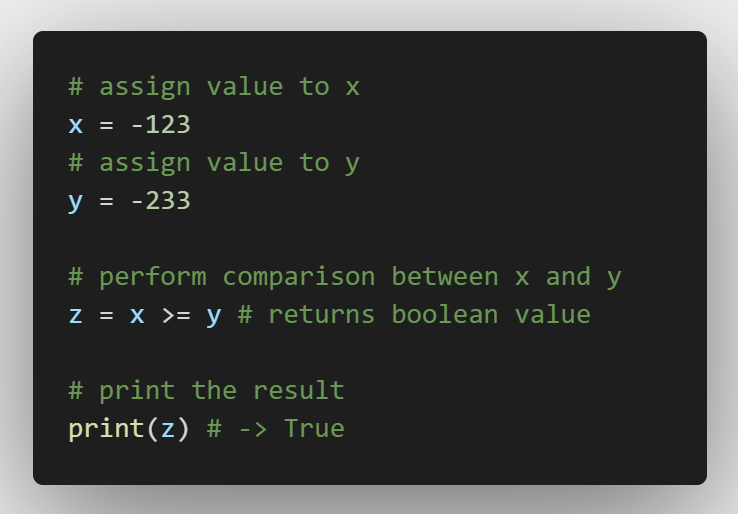 # assign value to x
x = -123
# assign value to y
y = -233
# perform comparison between x and y
z = x >= y # returns boolean value
# print the result
print(z) # -> True